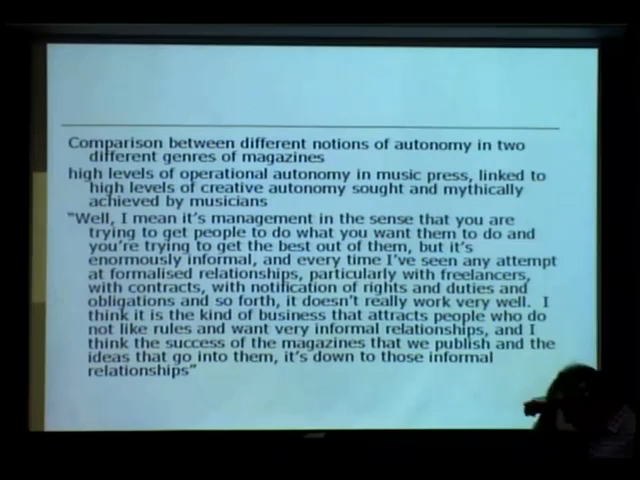 Comparison between different notions of autonomy in two
different genres of magazines
high levels of operational autonomy in music press, linked to
high levels of creative autonomy sought and mythically
achieved by musicians
"Well, I mean it's management in the sense that you are
trying to get people to do what you want them to do and
you're trying to get the best out of them, but it's
enormously informal, and every time I've seen any attempt
at formalised relationships, particularly with freelancers,
with contracts, with notification of rights and duties and
obligations and so forth, it doesn't really work very well. I
think it is the kind of business that attracts people who do
not like rules and want very informal relationships, and I
think the success of the magazines that we publish and the
ideas that go into them, it's down to those informal
relationships"